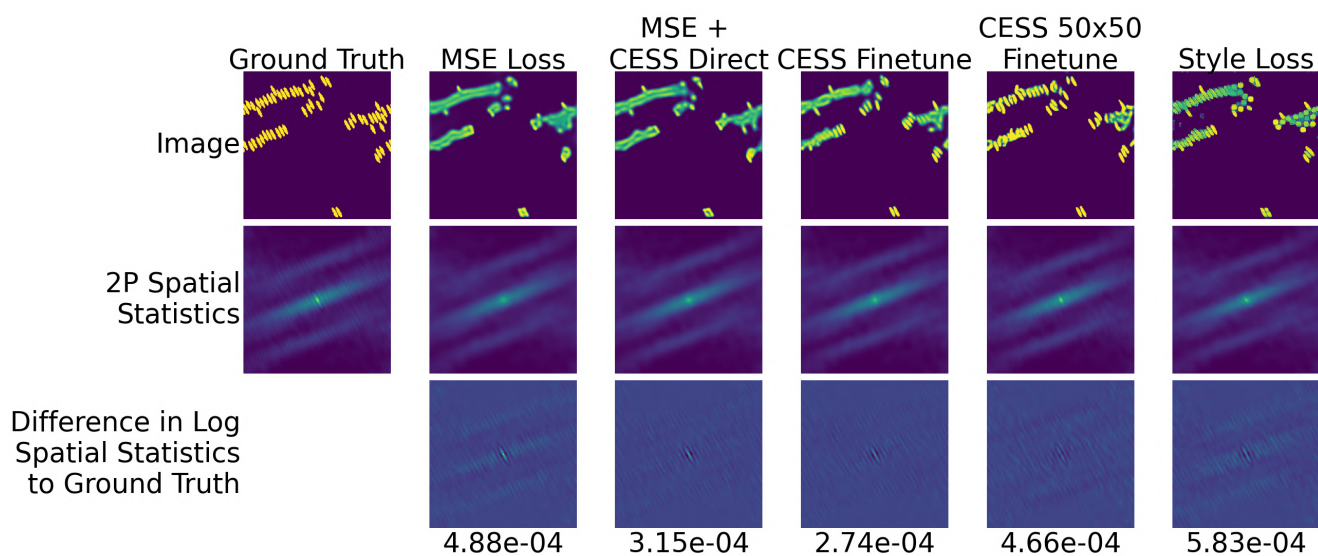 Ground Truth
MSE Loss
MSE +
CESS Direct
CESS Finetune
CESS 50x50
Finetune
Style Loss
Image
2P Spatial
Statistics
Difference in Log
Spatial Statistics
to Ground Truth
4.88e-04
3.15e-04
2.74e-04
4.66e-04
5.83e-04